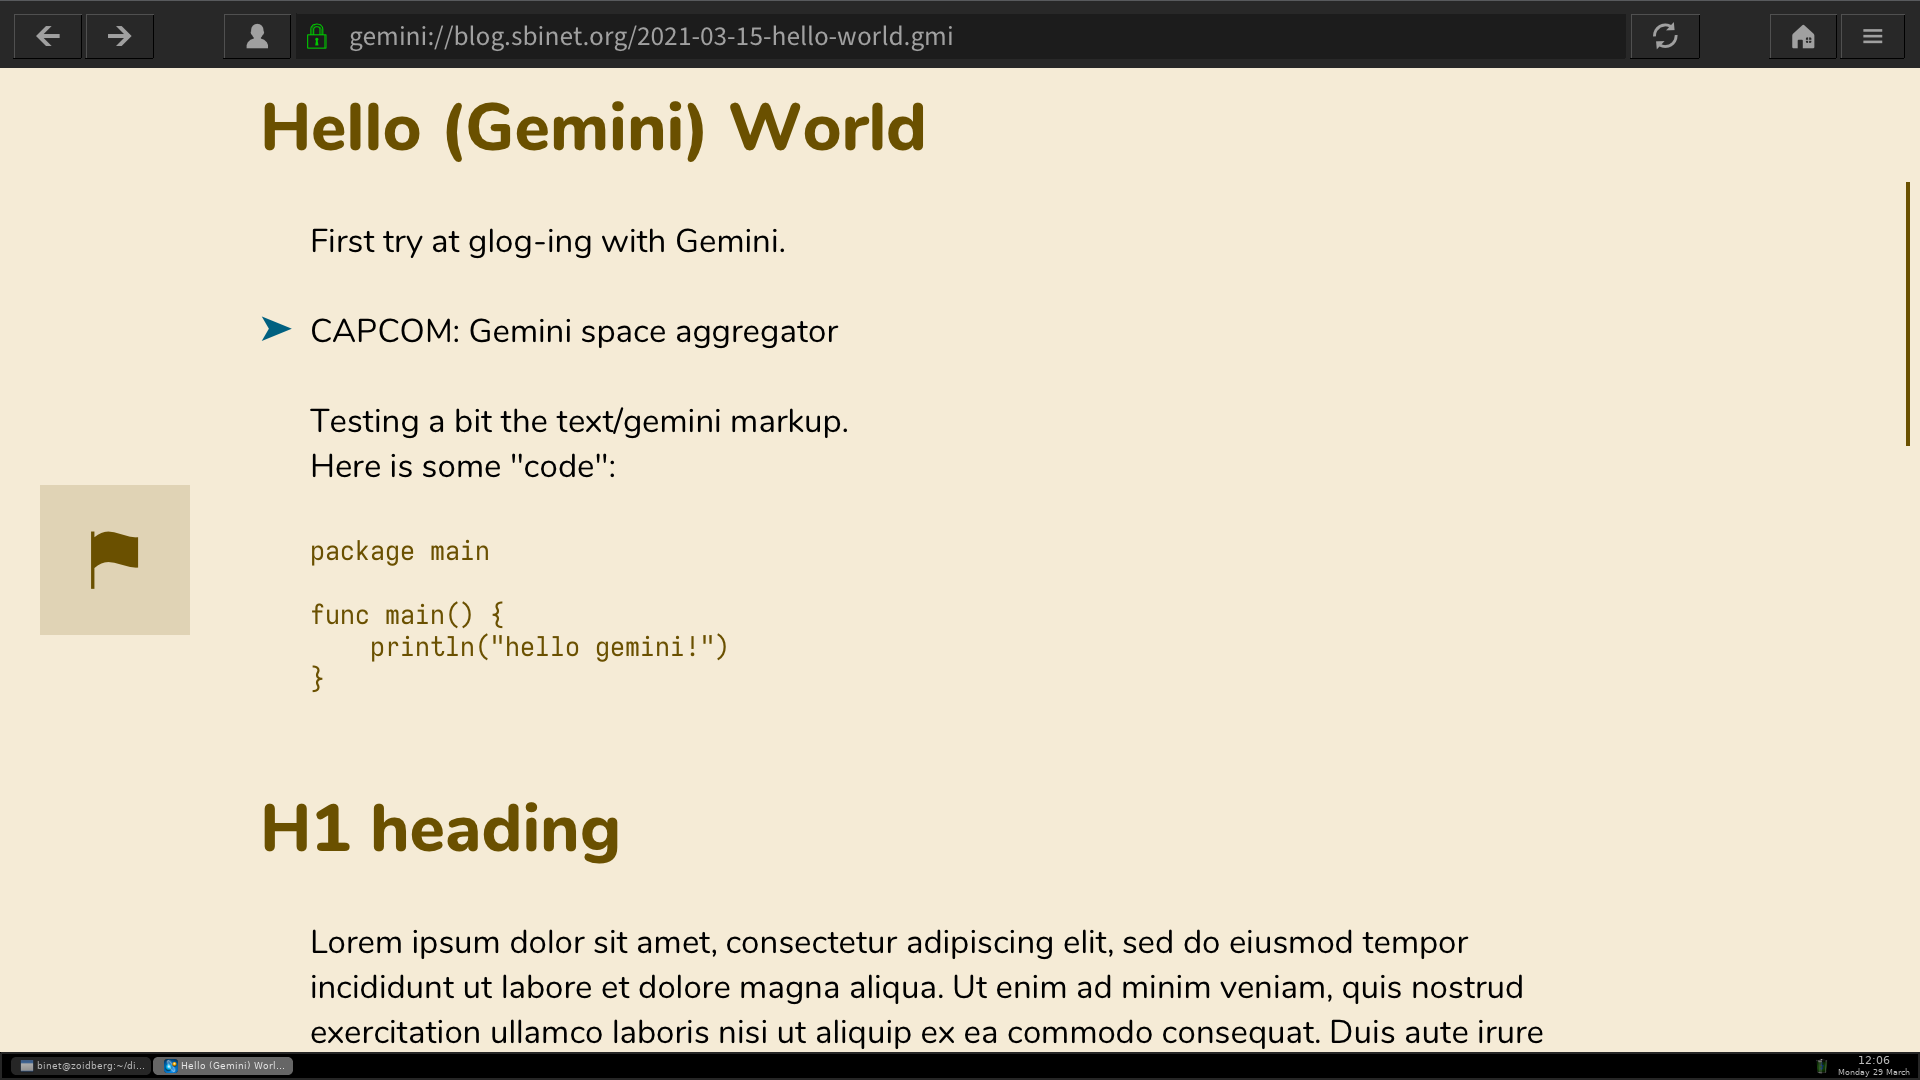 gemini://blog.sbinet.org/2021-03-15-hello-world.gmi
Hello (Gemini) World
First try at glog-ing with Gemini.
CAPCOM: Gemini space aggregator
Testing a bit the text/gemini markup.
Here is some "code":
package main
func main() {
    println("hello gemini!")
}
H1 heading
Lorem ipsum dolor sit amet, consectetur adipiscing elit, sed do eiusmod tempor
incididunt ut labore et dolore magna aliqua. Ut enim ad minim veniam, quis nostrud
exercitation ullamco laboris nisi ut aliquip ex ea commodo consequat. Duis aute irure
binet@zoidberg:~/di...
Hello (Gemini) Worl...
12:06
Monday 29 March